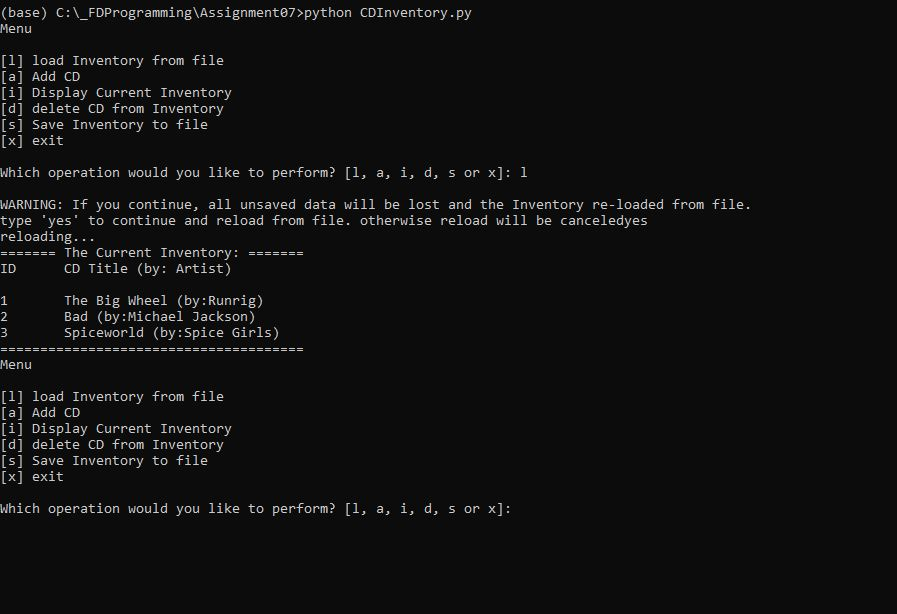 (base) C:\_FDProgramming\Assignment07>python CDInventory.py
Menu
[l] load Inventory from file
[a] Add CD
[i] Display Current Inventory
[d] delete CD from Inventory
[s] Save Inventory to file
[x] exit
Which operation would you like to perform? [l, a, i, d, s or x]: l
WARNING: If you continue, all unsaved data will be lost and the Inventory re-loaded from file.
type 'yes' to continue and reload from file. otherwise reload will be canceledyes
reloading...
======= The Current Inventory: =======
ID      CD Title (by: Artist)
1       The Big Wheel (by:Runrig)
2       Bad (by:Michael Jackson)
3       Spiceworld (by:Spice Girls)
======================================
Menu
[l] load Inventory from file
[a] Add CD
[i] Display Current Inventory
[d] delete CD from Inventory
[s] Save Inventory to file
[x] exit
Which operation would you like to perform? [l, a, i, d, s or x]: